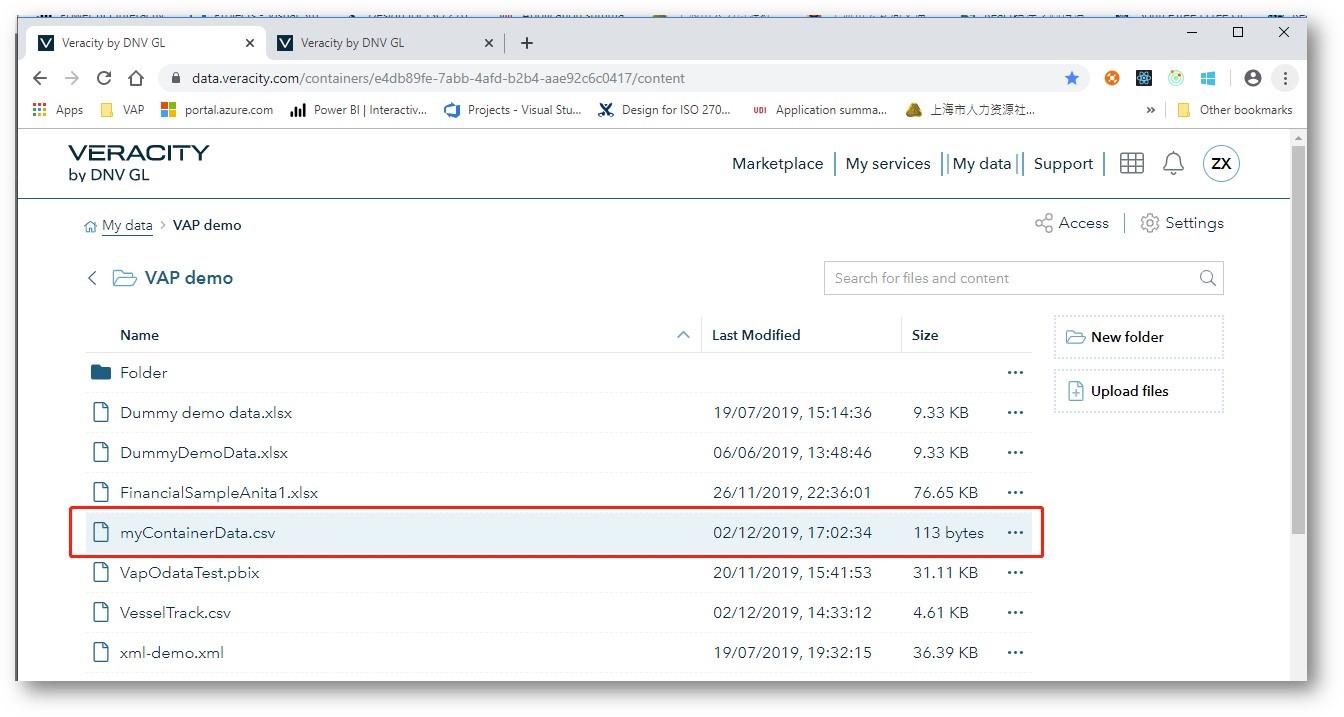 Veracity by DNV GL
Veracity by DNV GL
data.veracity.com/containers/e4db89fe-7abb-4afd-b2b4-aae92c6c0417/content
Apps VAP portal.azure.com Power BI | Interactiv... Projects - Visual Stu... Design for ISO 270... UDI Application summa... 上海市人力资源社... » Other bookmarks
VERACITY
by DNV GL
Marketplace My services My data Support ZX
My data > VAP demo
Access Settings
VAP demo
Search for files and content
Name Last Modified Size
New folder
Folder
Upload files
Dummy demo data.xlsx 19/07/2019, 15:14:36 9.33 KB
DummyDemoData.xlsx 06/06/2019, 13:48:46 9.33 KB
FinancialSampleAnita1.xlsx 26/11/2019, 22:36:01 76.65 KB
myContainerData.csv 02/12/2019, 17:02:34 113 bytes
VapOdataTest.pbix 20/11/2019, 15:41:53 31.11 KB
VesselTrack.csv 02/12/2019, 14:33:12 4.61 KB
xml-demo.xml 19/07/2019, 19:32:15 36.39 KB